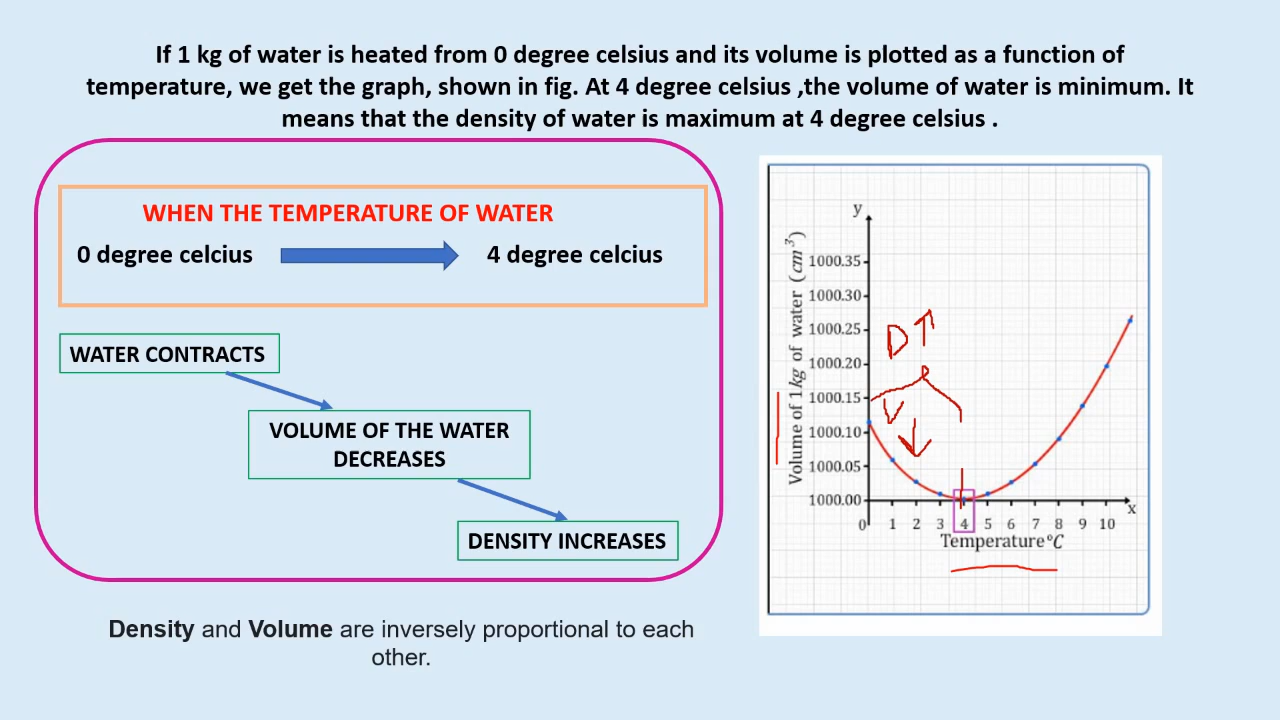 If 1 kg of water is heated from 0 degree celsius and its volume is plotted as a function of
temperature, we get the graph, shown in fig. At 4 degree celsius ,the volume of water is minimum. It
means that the density of water is maximum at 4 degree celsius .
WHEN THE TEMPERATURE OF WATER
0 degree celcius
4 degree celcius
WATER CONTRACTS
VOLUME OF THE WATER
DECREASES
DENSITY INCREASES
Density and Volume are inversely proportional to each
other.
y
Volume of 1 kg of water (cm³)
1000.35
1000.30
1000.25
1000.20
1000.15
1000.10
1000.05
1000.00
D
V
0 1 2 3 4 5 6 7 8 9 10
x
Temperature°C